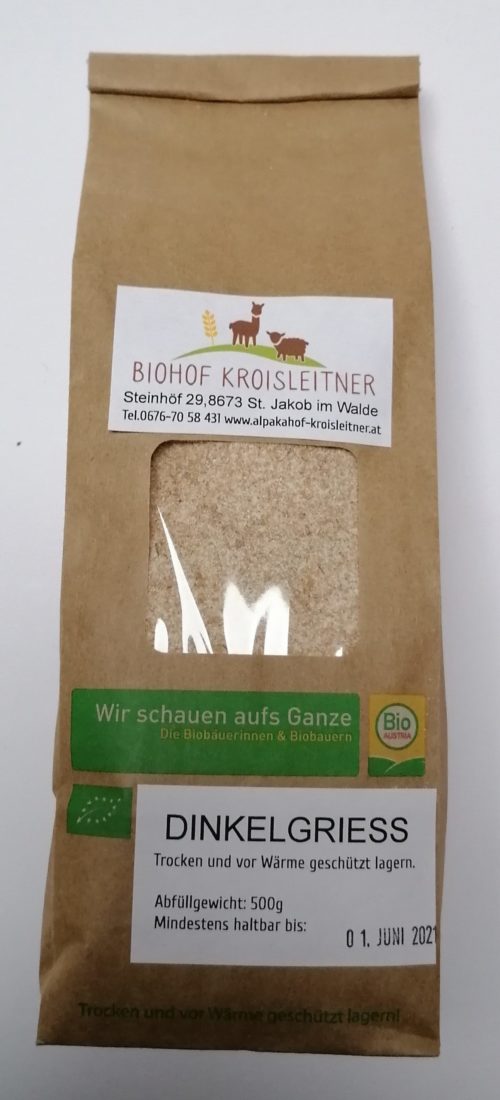 BIOHOF KROISLEITNER
Steinhöf 29,8673 St. Jakob im Walde
Tel.0676-70 58 431 www.alpakahof-kroisleitner.at
Wir schauen aufs Ganze
Die Biobäuerinnen & Biobauern
Bio
AUSTRIA
DINKELGRIESS
Trocken und vor Wärme geschützt lagern.
Abfüllgewicht: 500g
Mindestens haltbar bis:
0 1. JUNI 2021
Trocken und vor Wärme geschützt lagern!